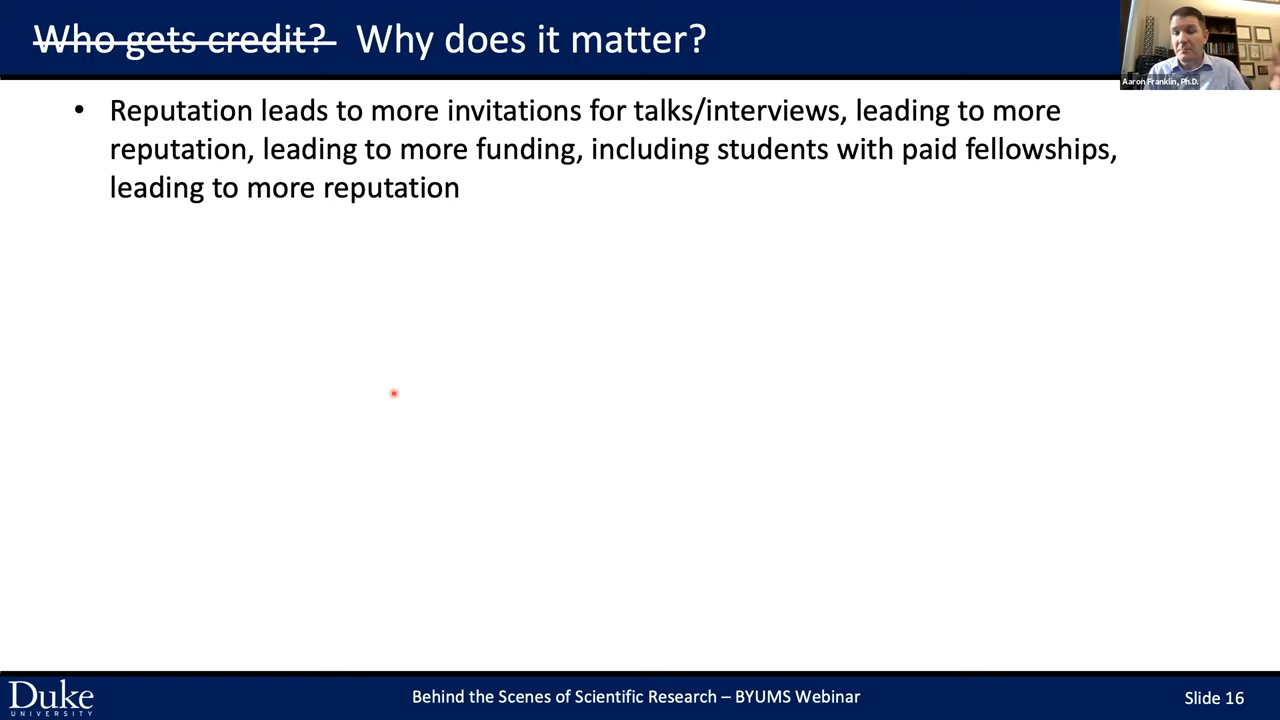 Who gets credit? Why does it matter?
Aaron Franklin, Ph.D.
• Reputation leads to more invitations for talks/interviews, leading to more
reputation, leading to more funding, including students with paid fellowships,
leading to more reputation
Duke
UNIVERSITY
Behind the Scenes of Scientific Research – BYUMS Webinar
Slide 16